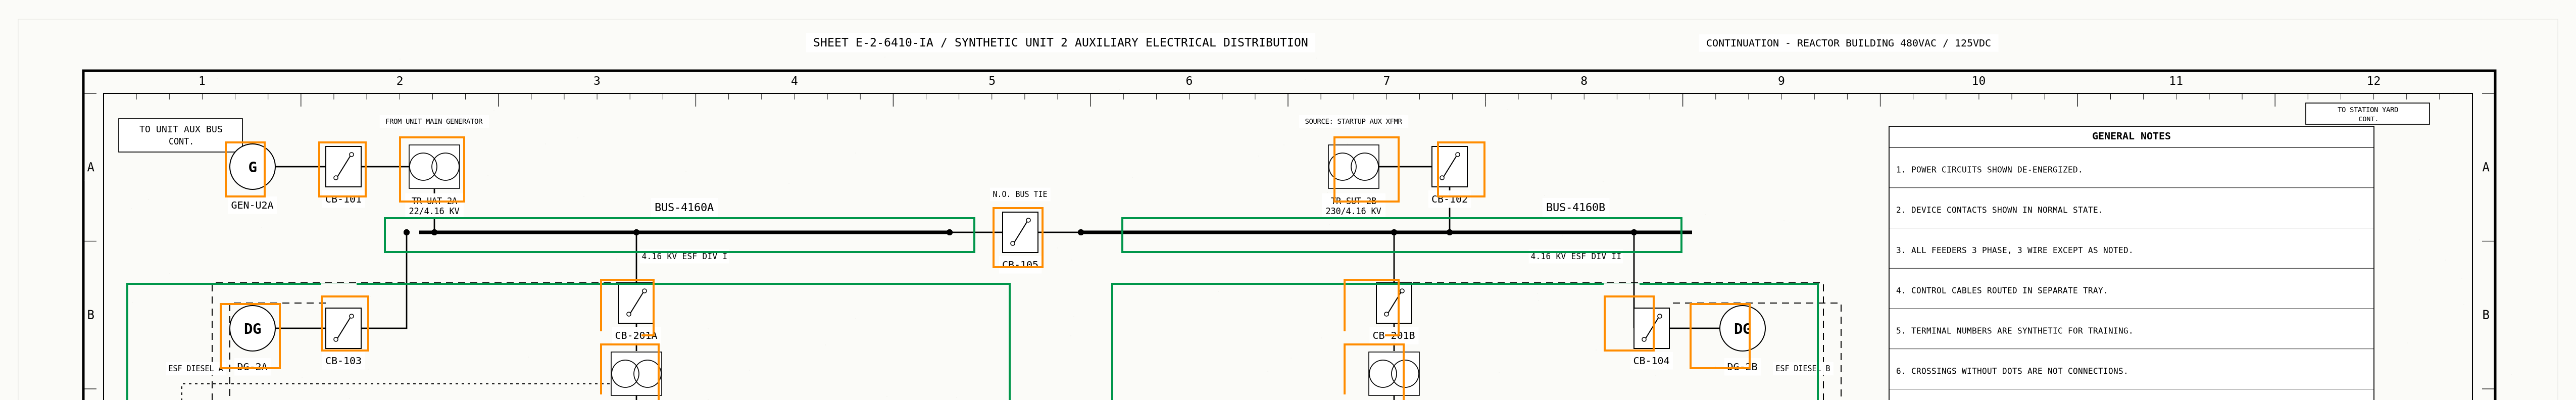 SHEET E-2-6410-IA / SYNTHETIC UNIT 2 AUXILIARY ELECTRICAL DISTRIBUTION
CONTINUATION - REACTOR BUILDING 480VAC / 125VDC
1 2 3 4 5 6 7 8 9 10 11 12
TO STATION YARD
CONT.
TO UNIT AUX BUS
CONT.
FROM UNIT MAIN GENERATOR
SOURCE: STARTUP AUX XFMR
GENERAL NOTES
A
A
G
1. POWER CIRCUITS SHOWN DE-ENERGIZED.
GEN-U2A
CB-101
TR-UAT-2A
22/4.16 KV
BUS-4160A
N.O. BUS TIE
TR-SUT-2B
230/4.16 KV
CB-102
BUS-4160B
2. DEVICE CONTACTS SHOWN IN NORMAL STATE.
4.16 KV ESF DIV I
CB-105
4.16 KV ESF DIV II
3. ALL FEEDERS 3 PHASE, 3 WIRE EXCEPT AS NOTED.
4. CONTROL CABLES ROUTED IN SEPARATE TRAY.
B
B
DG
DG
CB-201A
CB-201B
5. TERMINAL NUMBERS ARE SYNTHETIC FOR TRAINING.
CB-103
CB-104
ESF DIESEL A
DG-2A
DG-2B
ESF DIESEL B
6. CROSSINGS WITHOUT DOTS ARE NOT CONNECTIONS.